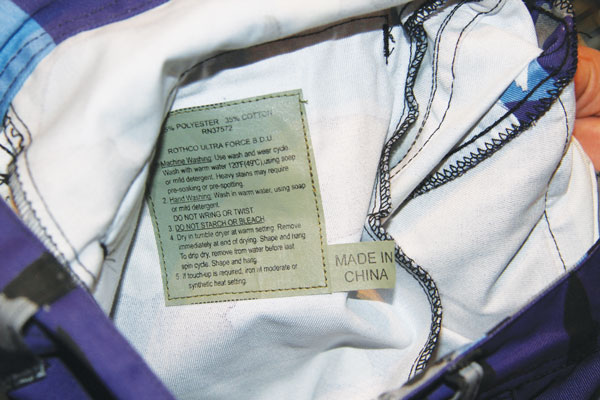 % POLYESTER 35% COTTON
RN37572
ROTHCO ULTRA FORCE B.D.U.
Machine Washing: Use wash and wear cycle.
Wash with warm water 120°F(49°C),using soap
or mild detergent. Heavy stains may require
pre-soaking or pre-spotting.
2. Hand Washing: Wash in warm water, using soap
or mild detergent.
DO NOT WRING OR TWIST
3. DO NOT STARCH OR BLEACH
4. Dry in tumble dryer at warm setting. Remove
immediately at end of drying. Shape and hang
To drip dry, remove from water before last
spin cycle. Shape and hang.
5. If touch-up is required, iron at moderate or
synthetic heat setting.
MADE IN
CHINA